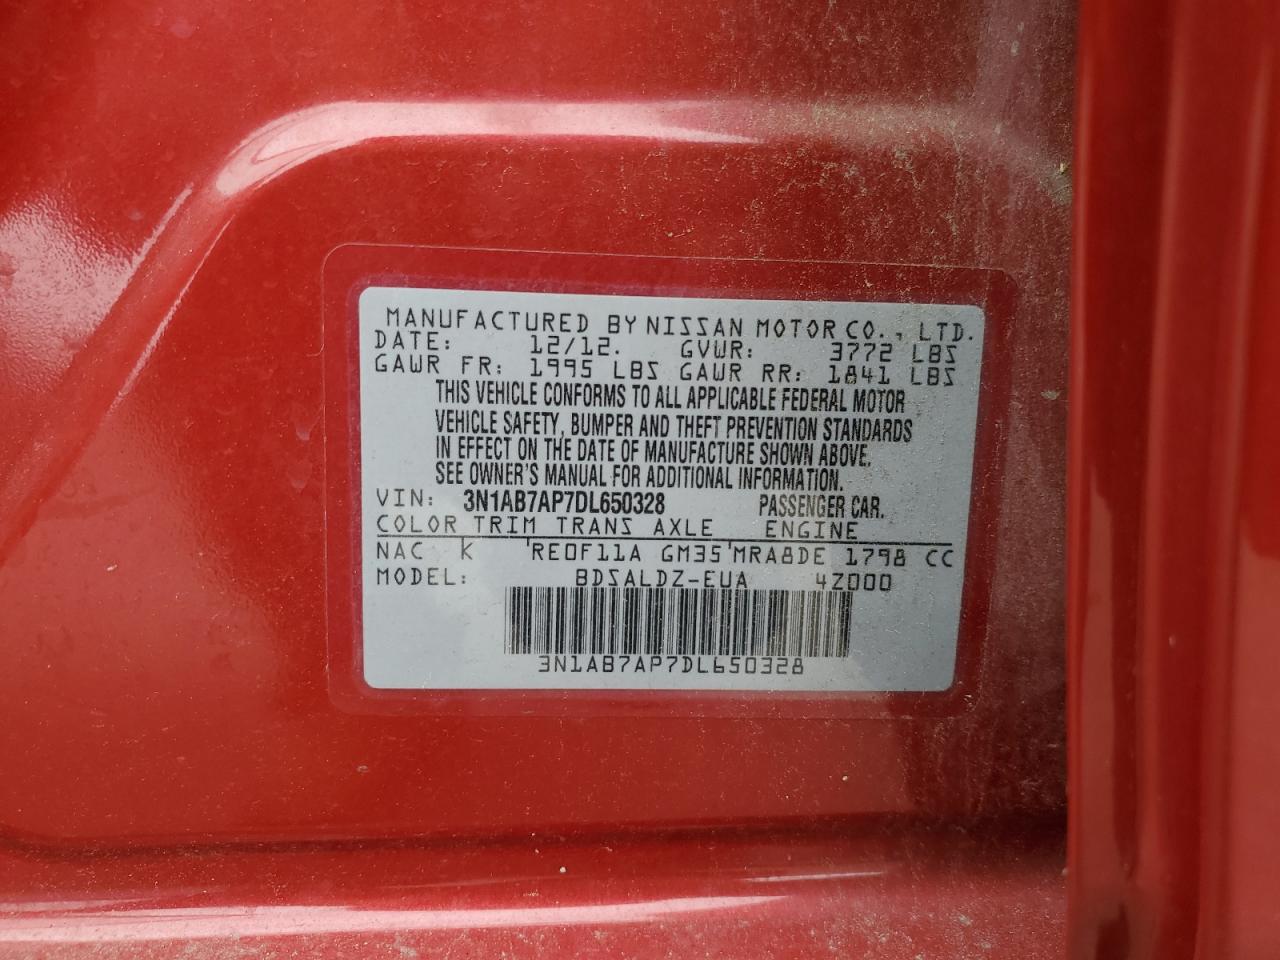 MANUFACTURED BY NISSAN MOTOR CO., LTD.
DATE: 12/12. GVWR: 3772 LBS
GAWR FR: 1995 LBS GAWR RR: 1841 LBS
THIS VEHICLE CONFORMS TO ALL APPLICABLE FEDERAL MOTOR
VEHICLE SAFETY, BUMPER AND THEFT PREVENTION STANDARDS
IN EFFECT ON THE DATE OF MANUFACTURE SHOWN ABOVE.
SEE OWNER'S MANUAL FOR ADDITIONAL INFORMATION.
VIN: 3N1AB7AP7DL650328 PASSENGER CAR.
COLOR TRIM TRANS AXLE ENGINE
NAC K 'RE0F11A GM35'MRA8DE 1798 CC
MODEL: BDSALDZ-EUA 4Z000
3N1AB7AP7DL650328